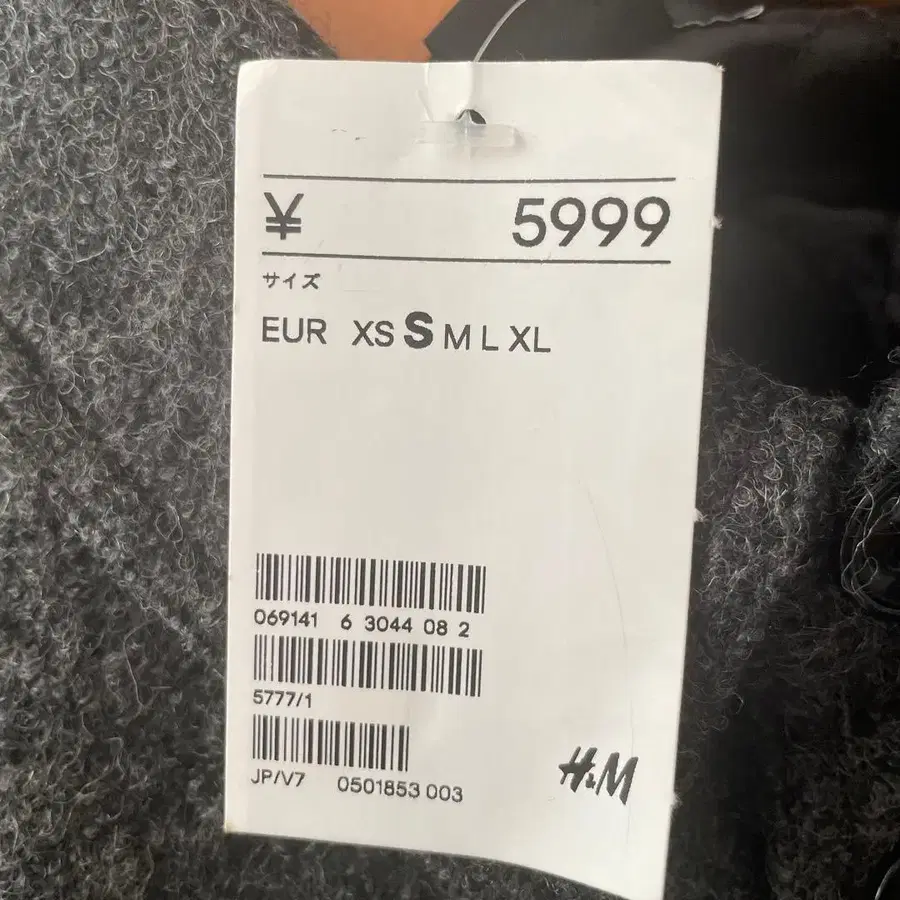 ¥ 5999
サイズ
EUR XS S M L XL
069141 6 3044 08 2
5777/1
JP/V7 0501853 003
H&M